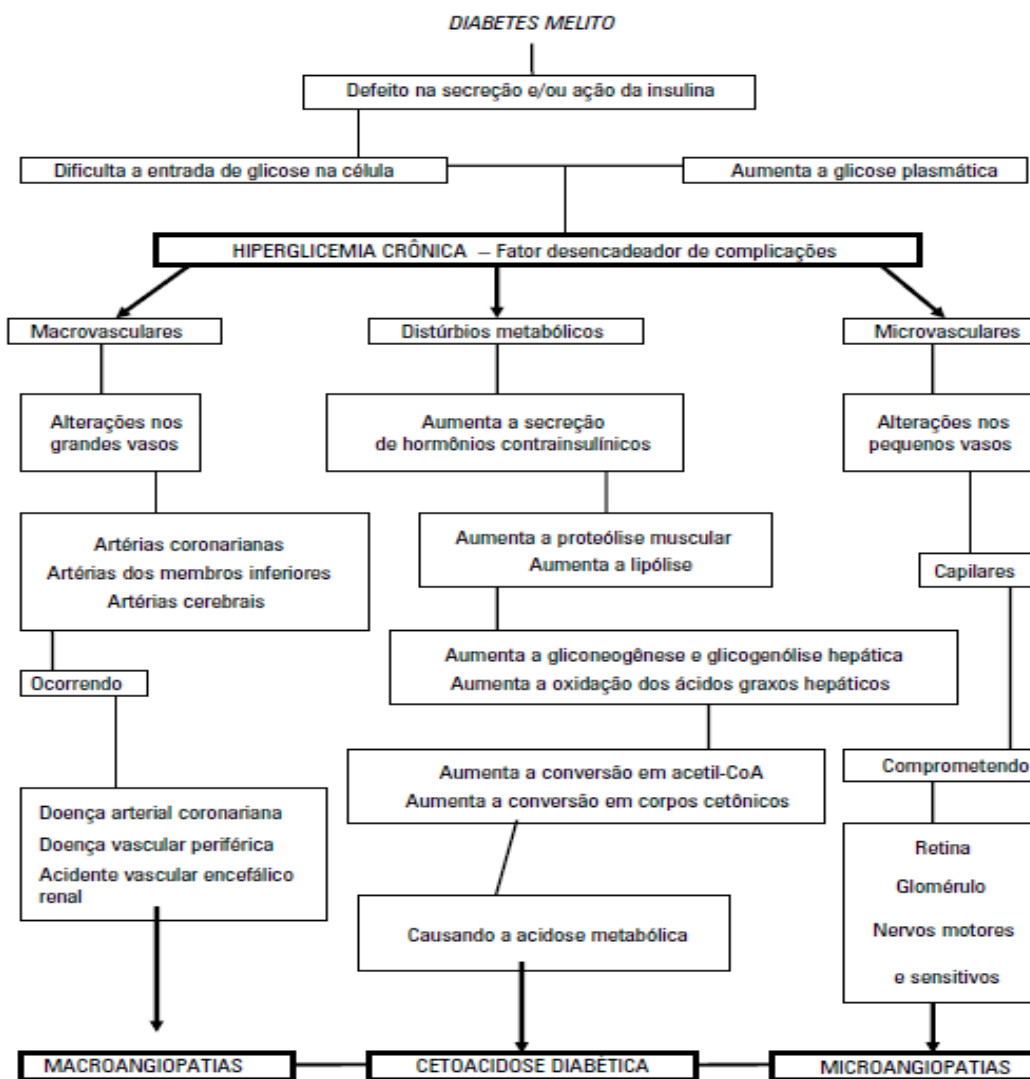 DIABETES MELITO
Defeito na secreção e/ou ação da insulina
Dificulta a entrada de glicose na célula
Aumenta a glicose plasmática
HIPERGLICEMIA CRÔNICA – Fator desencadeador de complicações
Macrovasculares
Distúrbios metabólicos
Microvasculares
Alterações nos
grandes vasos
Aumenta a secreção
de hormônios contrainsulínicos
Alterações nos
pequenos vasos
Artérias coronarianas
Artérias dos membros inferiores
Artérias cerebrais
Aumenta a proteólise muscular
Aumenta a lipólise
Capilares
Ocorrendo
Aumenta a gliconeogênese e glicogenólise hepática
Aumenta a oxidação dos ácidos graxos hepáticos
Aumenta a conversão em acetil-CoA
Aumenta a conversão em corpos cetônicos
Comprometendo
Doença arterial coronariana
Doença vascular periférica
Acidente vascular encefálico
renal
Causando a acidose metabólica
Retina
Glomérulo
Nervos motores
e sensitivos
MACROANGIOPATIAS
CETOACIDOSE DIABÉTICA
MICROANGIOPATIAS